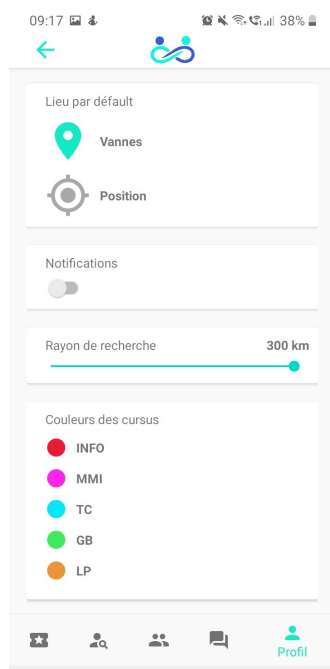 09:17 38%
Lieu par défault
Vannes
Position
Notifications
Rayon de recherche 300 km
Couleurs des cursus
INFO
MMI
TC
GB
LP
Profil